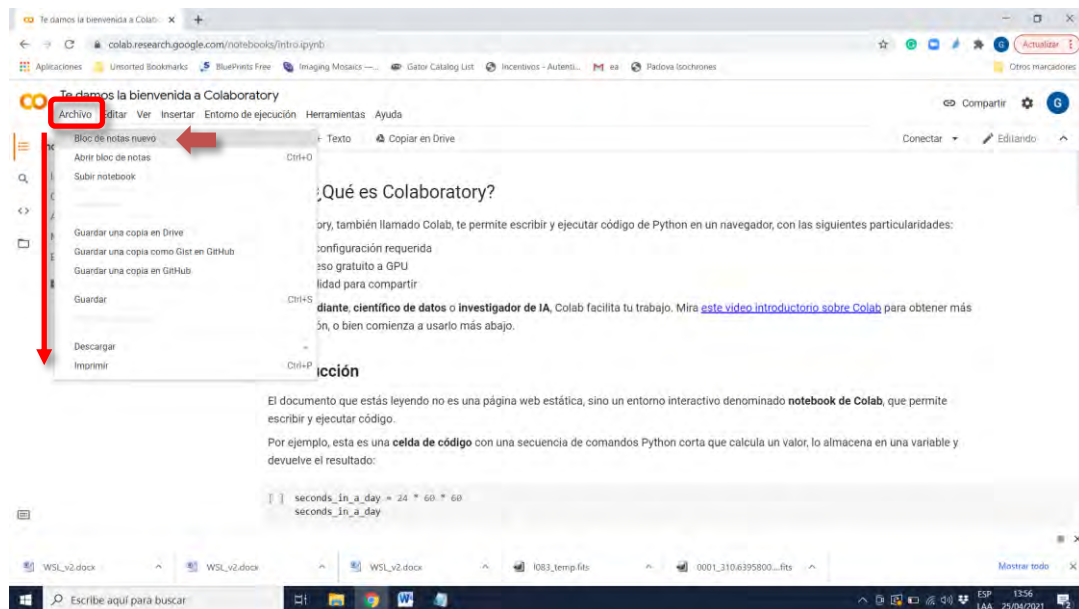 Te damos la bienvenida a Colab
colab.research.google.com/notebooks/intro.ipynb
Actualizar
Aplicaciones
Unsorted Bookmarks
BluePrints Free
Imaging Mosaics —...
Gator Catalog List
Incentivos - Autenti...
ea
Padova Isochrones
Otros marcadores
Te damos la bienvenida a Colaboratory
Archivo Editar Ver Insertar Entorno de ejecución Herramientas Ayuda
Compartir
G
Bloc de notas nuevo
+ Texto
Copiar en Drive
Conectar
Editando
Abrir bloc de notas Ctrl+O
Subir notebook
Guardar una copia en Drive
Guardar una copia como Gist en GitHub
Guardar una copia en GitHub
Guardar Ctrl+S
Descargar
Imprimir Ctrl+P
¿Qué es Colaboratory?
ory, también llamado Colab, te permite escribir y ejecutar código de Python en un navegador, con las siguientes particularidades:
configuración requerida
eso gratuito a GPU
lidad para compartir
diante, científico de datos o investigador de IA, Colab facilita tu trabajo. Mira este video introductorio sobre Colab para obtener más
ón, o bien comienza a usarlo más abajo.
cción
El documento que estás leyendo no es una página web estática, sino un entorno interactivo denominado notebook de Colab, que permite
escribir y ejecutar código.
Por ejemplo, esta es una celda de código con una secuencia de comandos Python corta que calcula un valor, lo almacena en una variable y
devuelve el resultado:
[ ] seconds_in_a_day = 24 * 60 * 60
seconds_in_a_day
WSL_v2.docx
WSL_v2.docx
WSL_v2.docx
l083_temp.fits
0001_310.6395800....fits
Mostrar todo
Escribe aquí para buscar
ESP
LAA
13:56
25/04/2021